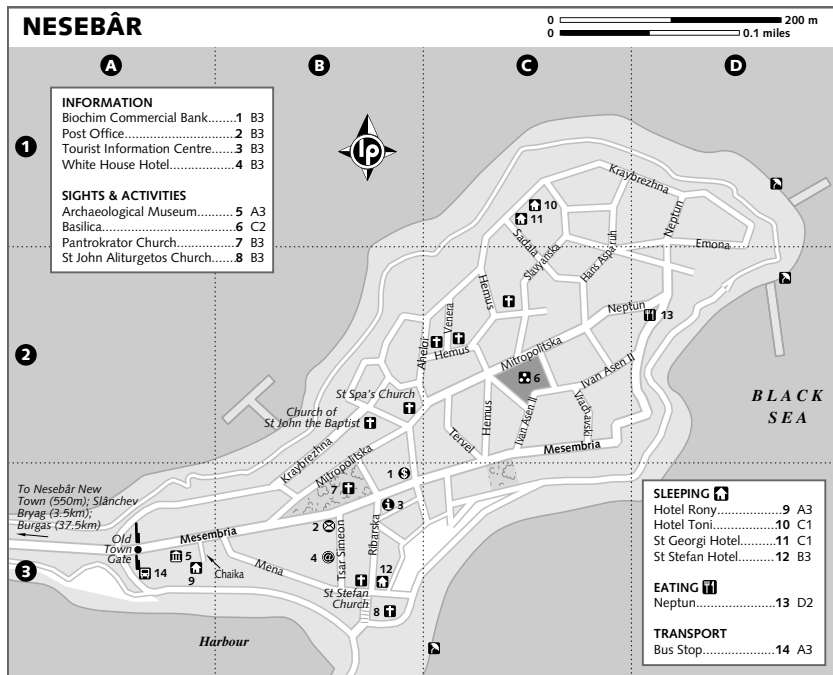 NESEBÂR
0 200 m
0 0.1 miles
A B C D
1
2
3
INFORMATION
Biochim Commercial Bank........1 B3
Post Office............................2 B3
Tourist Information Centre.....3 B3
White House Hotel................4 B3
SIGHTS & ACTIVITIES
Archaeological Museum..........5 A3
Basilica.................................6 C2
Pantrokrator Church..............7 B3
St John Aliturgetos Church.....8 B3
lp
Kraybrezhna
10
11
Neptun
Sadala
Slavyanska
Hans Asparuh
Emona
Hemus
Neptun
13
Venera
Aheloi
Hemus
Mitropolitska
6
Ivan Asen II
St Spa's Church
Church of
St John the Baptist
Hemus
Ivan Asen II
Vrachavski
Tervel
Mesembria
BLACK
SEA
Kraybrezhna
Mitropolitska
1
7
3
To Nesebâr New
Town (550m); Slânchev
Bryag (3.5km);
Burgas (37.5km)
Old
Town
Gate
Mesembria
2
5
4
Tsar Simeon
Ribarska
Chaika
Mena
14
9
12
St Stefan
Church
8
Harbour
SLEEPING
Hotel Rony............................9 A3
Hotel Toni...........................10 C1
St Georgi Hotel...................11 C1
St Stefan Hotel...................12 B3
EATING
Neptun...............................13 D2
TRANSPORT
Bus Stop.............................14 A3